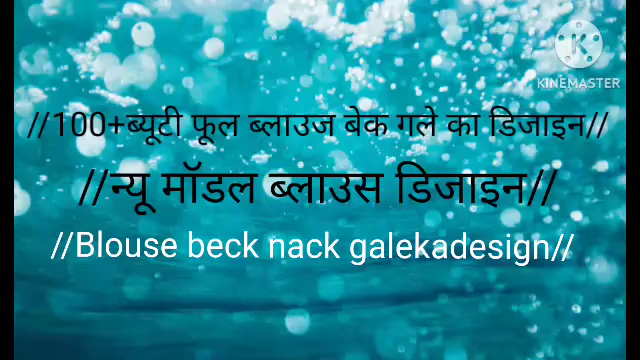 K
KINEMASTER
//100+ब्यूटी फूल ब्लाउज बेक गले का डिजाइन//
//न्यू मॉडल ब्लाउस डिजाइन//
//Blouse beck nack galekadesign//